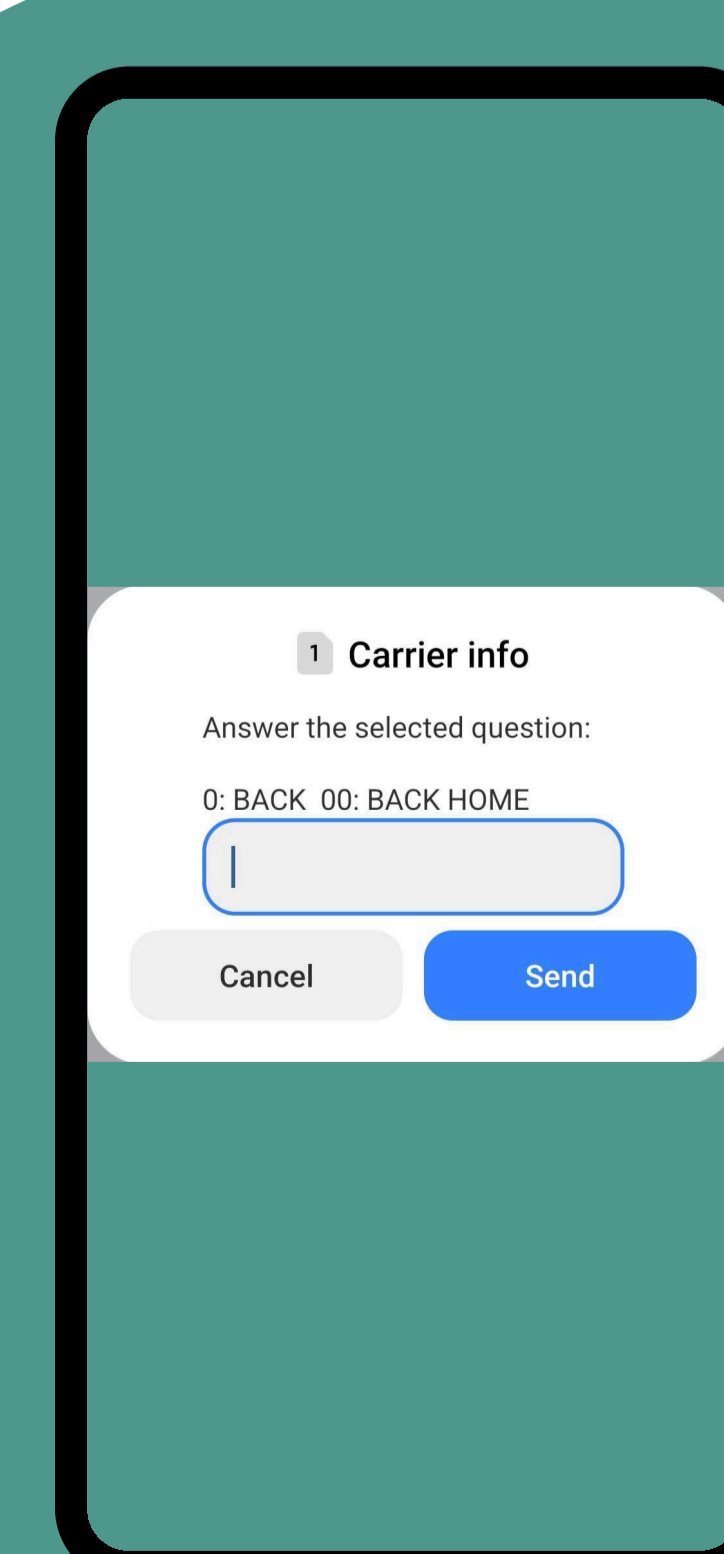 1 Carrier info
Answer the selected question:
0: BACK  00: BACK HOME
Cancel
Send